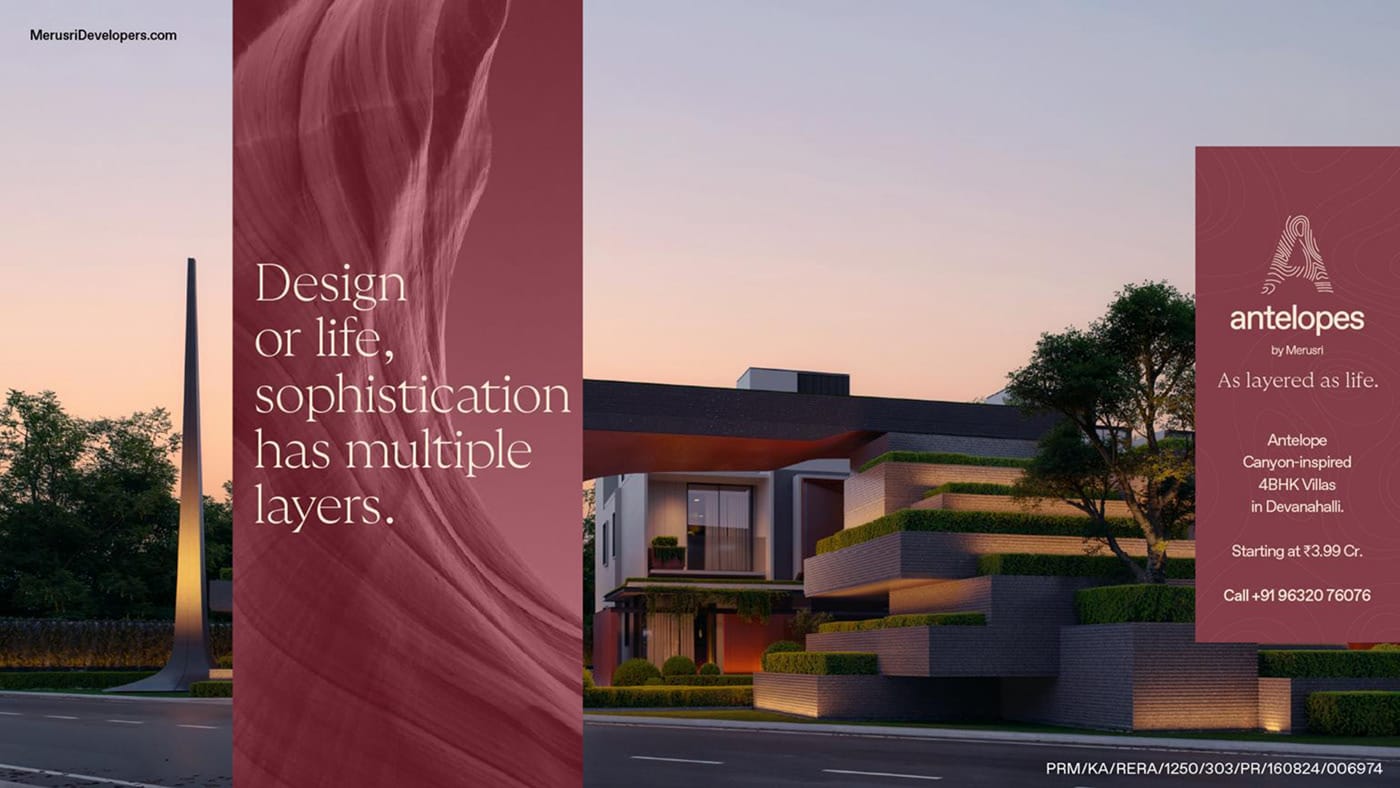 MerusriDevelopers.com
Design
or life,
sophistication
has multiple
layers.
antelopes
by Merusri
As layered as life.
Antelope
Canyon-inspired
4BHK Villas
in Devanahalli.
Starting at ₹3.99 Cr.
Call +91 96320 76076
PRM/KA/RERA/1250/303/PR/160824/006974